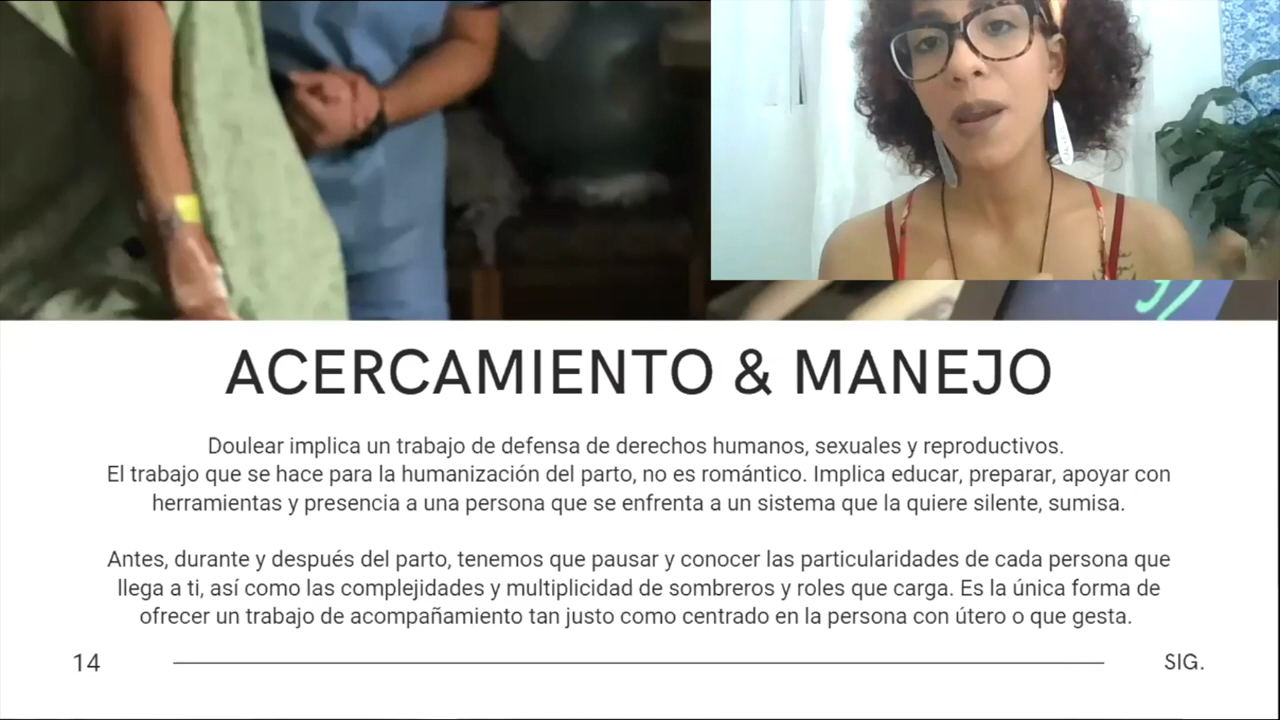 ACERCAMIENTO & MANEJO
Doulear implica un trabajo de defensa de derechos humanos, sexuales y reproductivos.
El trabajo que se hace para la humanización del parto, no es romántico. Implica educar, preparar, apoyar con
herramientas y presencia a una persona que se enfrenta a un sistema que la quiere silente, sumisa.
Antes, durante y después del parto, tenemos que pausar y conocer las particularidades de cada persona que
llega a ti, así como las complejidades y multiplicidad de sombreros y roles que carga. Es la única forma de
ofrecer un trabajo de acompañamiento tan justo como centrado en la persona con útero o que gesta.
14
SIG.